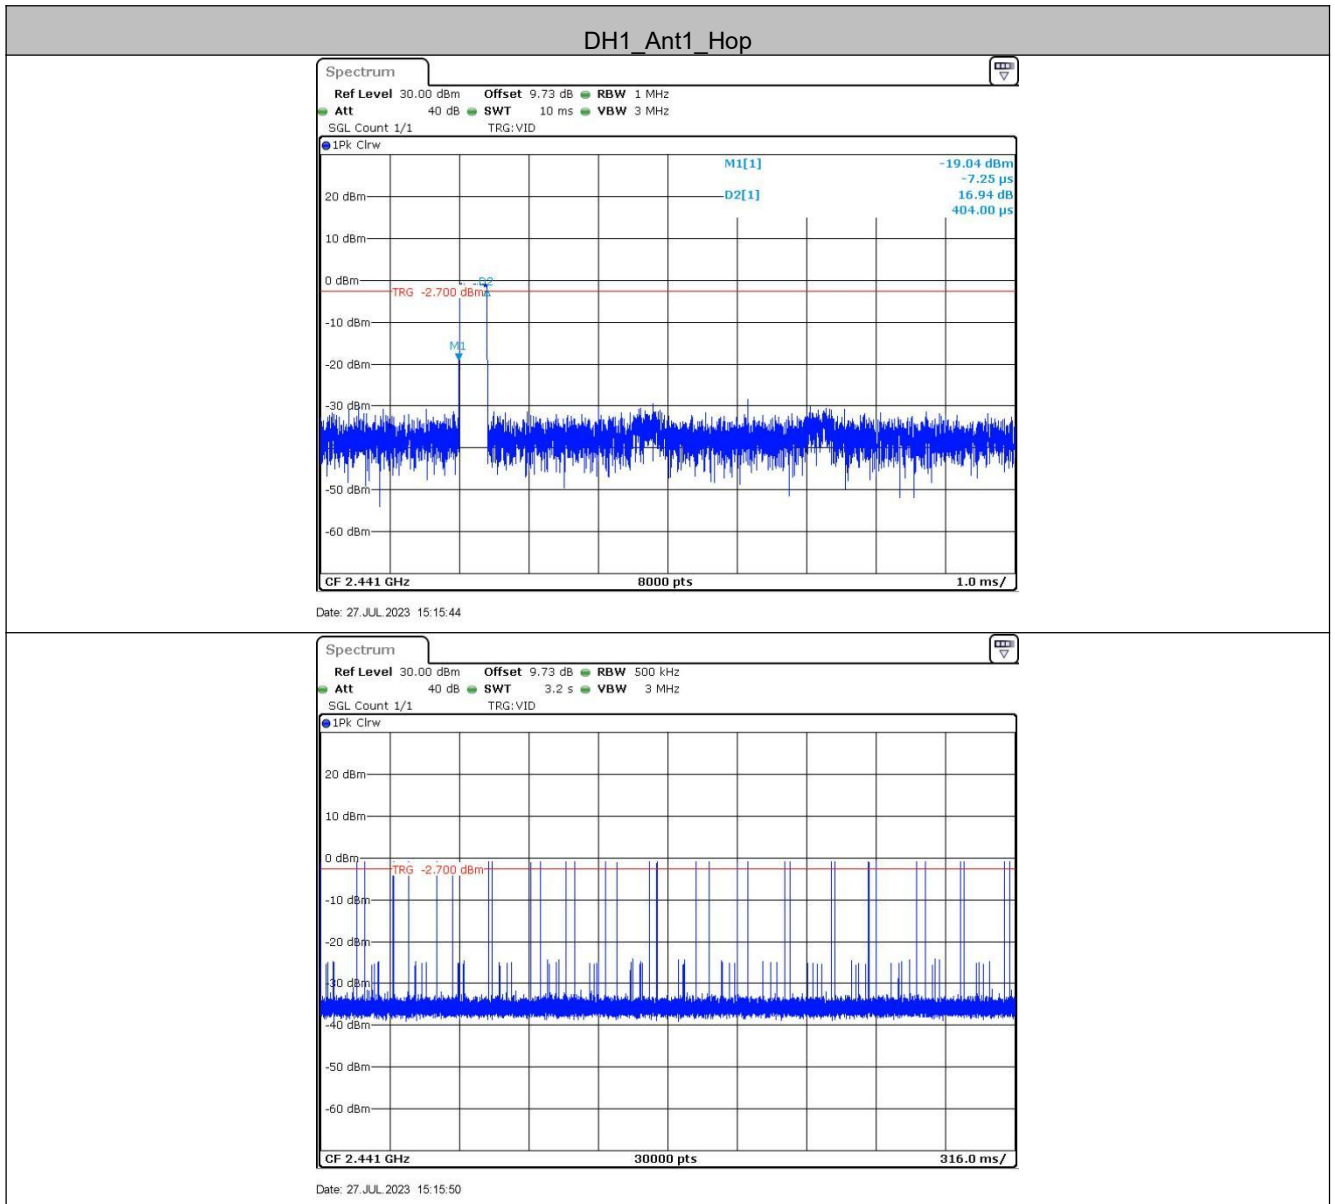 DH1_Ant1_Hop
Spectrum
Ref Level 30.00 dBm Offset 9.73 dB RBW 1 MHz
Att 40 dB SWT 10 ms VBW 3 MHz
SGL Count 1/1 TRG:VID
1Pk Clrw
M1[1] -19.04 dBm
-7.25 µs
20 dBm D2[1] 16.94 dB
404.00 µs
10 dBm
0 dBm D2
TRG -2.700 dBm
-10 dBm
M1
-20 dBm
-30 dBm
-50 dBm
-60 dBm
CF 2.441 GHz 8000 pts 1.0 ms/
Date: 27.JUL.2023 15:15:44
Spectrum
Ref Level 30.00 dBm Offset 9.73 dB RBW 500 kHz
Att 40 dB SWT 3.2 s VBW 3 MHz
SGL Count 1/1 TRG:VID
1Pk Clrw
20 dBm
10 dBm
0 dBm
TRG -2.700 dBm
-10 dBm
-20 dBm
-30 dBm
-40 dBm
-50 dBm
-60 dBm
CF 2.441 GHz 30000 pts 316.0 ms/
Date: 27.JUL.2023 15:15:50